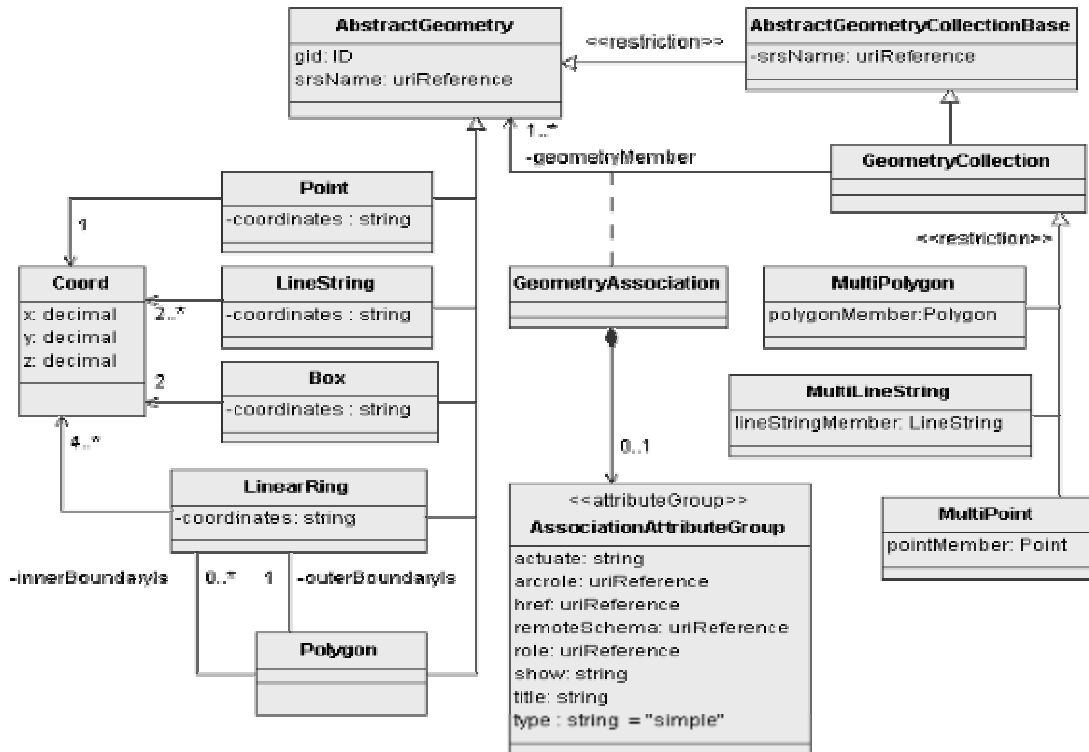 AbstractGeometry
gid: ID
srsName: uriReference
<<restriction>>
AbstractGeometryCollectionBase
-srsName: uriReference
1..*
-geometryMember
GeometryCollection
<<restriction>>
Point
-coordinates : string
1
Coord
x: decimal
y: decimal
z: decimal
LineString
-coordinates : string
2..*
Box
-coordinates : string
2
4..*
LinearRing
-coordinates: string
-innerBoundaryIs
0..*
1
-outerBoundaryIs
Polygon
GeometryAssociation
0..1
<<attributeGroup>>
AssociationAttributeGroup
actuate: string
arcrole: uriReference
href: uriReference
remoteSchema: uriReference
role: uriReference
show: string
title: string
type : string = "simple"
MultiPolygon
polygonMember:Polygon
MultiLineString
lineStringMember: LineString
MultiPoint
pointMember: Point